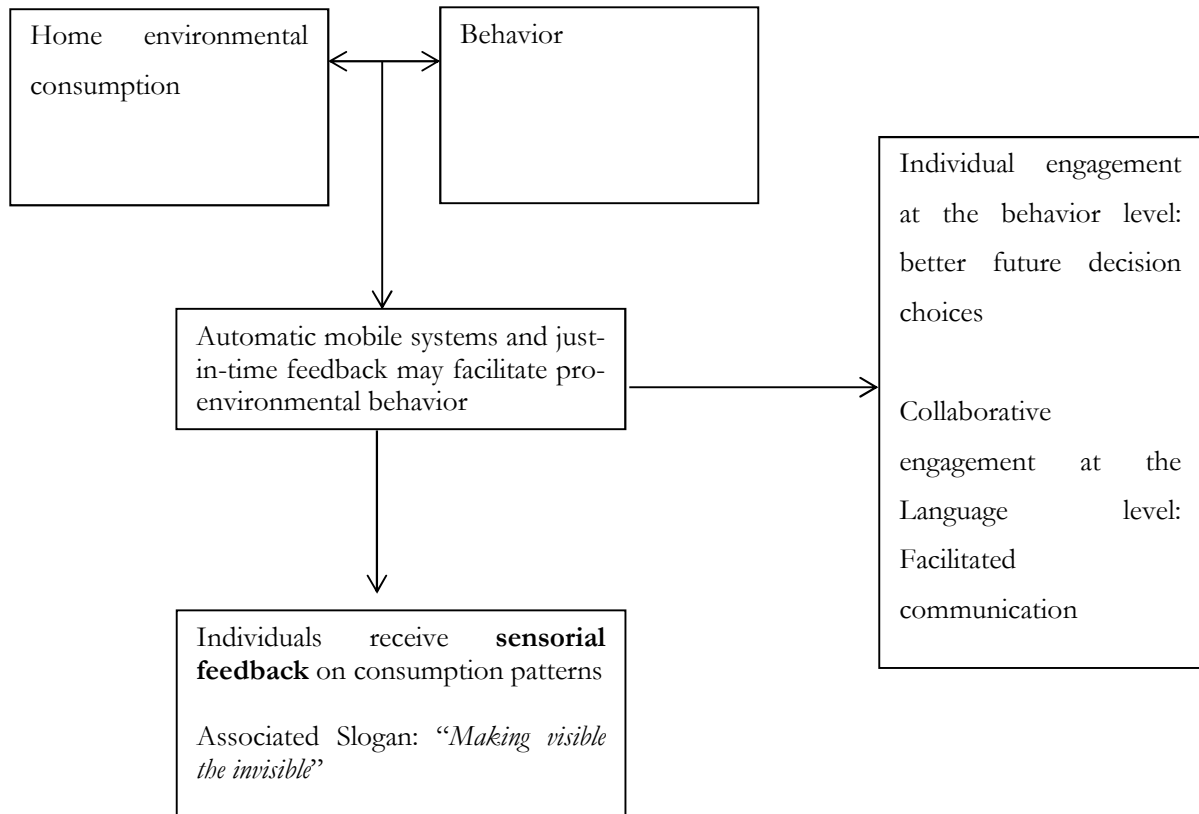 Home environmental
consumption
Behavior
Individual engagement
at the behavior level:
better future decision
choices
Collaborative
engagement at the
Language level:
Facilitated
communication
Automatic mobile systems and just-
in-time feedback may facilitate pro-
environmental behavior
Individuals receive sensorial
feedback on consumption patterns
Associated Slogan: “Making visible
the invisible”